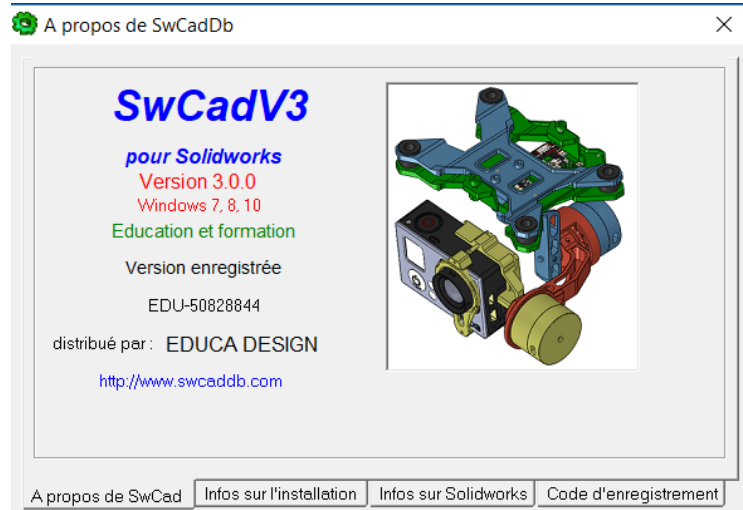 A propos de SwCadDb
SwCadV3
pour Solidworks
Version 3.0.0
Windows 7, 8, 10
Education et formation
Version enregistrée
EDU-50828844
distribué par : EDUCA DESIGN
http://www.swcaddb.com
A propos de SwCad Infos sur l'installation Infos sur Solidworks Code d'enregistrement